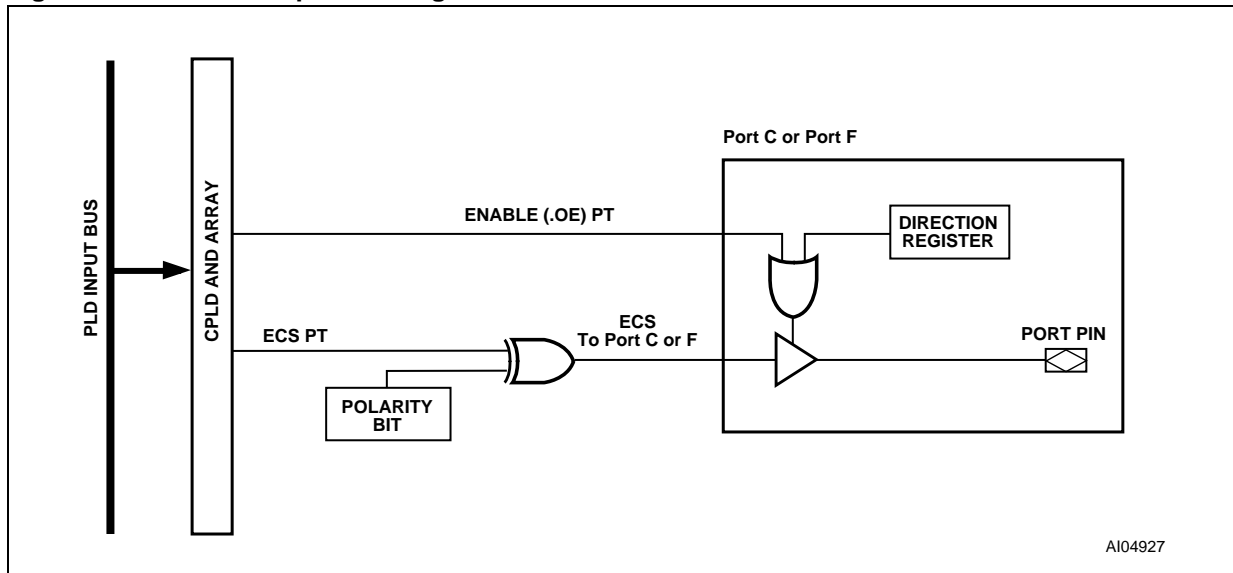 Port C or Port F
PLD INPUT BUS
CPLD AND ARRAY
ENABLE (.OE) PT
DIRECTION
REGISTER
ECS PT
ECS
To Port C or F
PORT PIN
POLARITY
BIT
AI04927